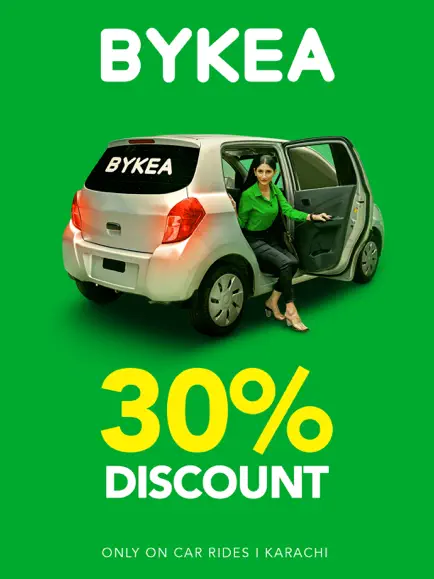 BYKEA
BYKEA
30%
DISCOUNT
ONLY ON CAR RIDES | KARACHI